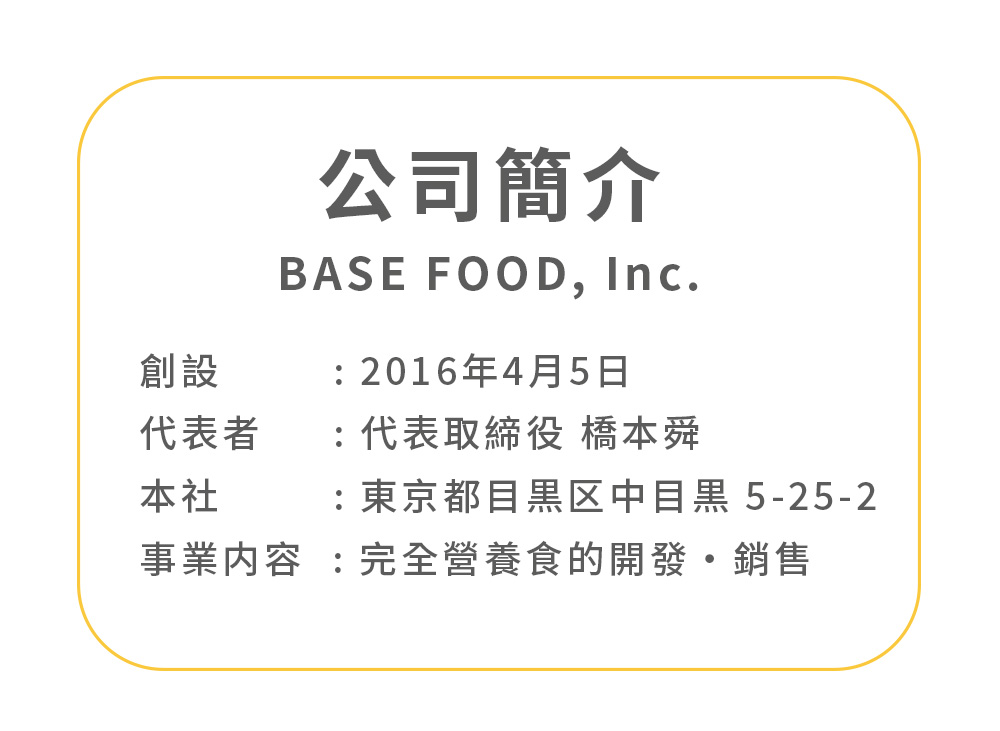 公司簡介
BASE FOOD, Inc.
創設 : 2016年4月5日
代表者 : 代表取締役 橋本舜
本社 : 東京都目黒区中目黒 5-25-2
事業内容 : 完全營養食的開發・銷售